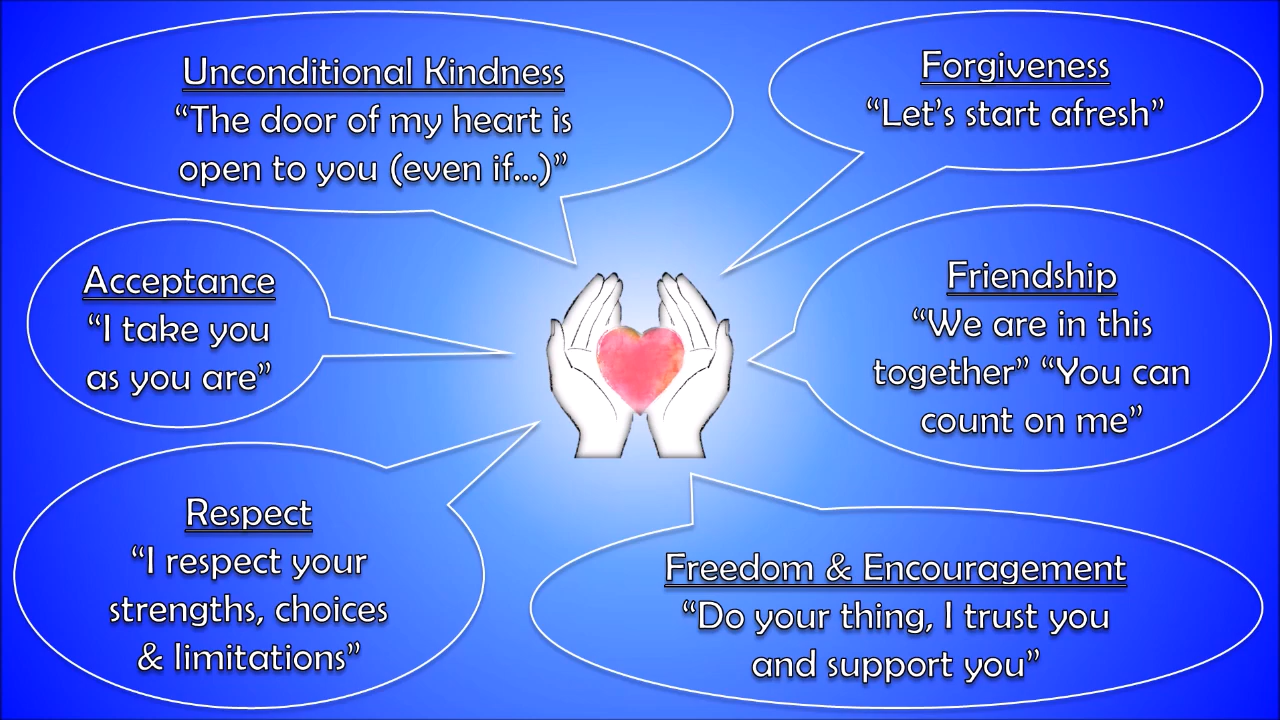 Unconditional Kindness
“The door of my heart is
open to you (even if...)”
Forgiveness
“Let’s start afresh”
Acceptance
“I take you
as you are”
Friendship
“We are in this
together” “You can
count on me”
Respect
“I respect your
strengths, choices
& limitations”
Freedom & Encouragement
“Do your thing, I trust you
and support you”